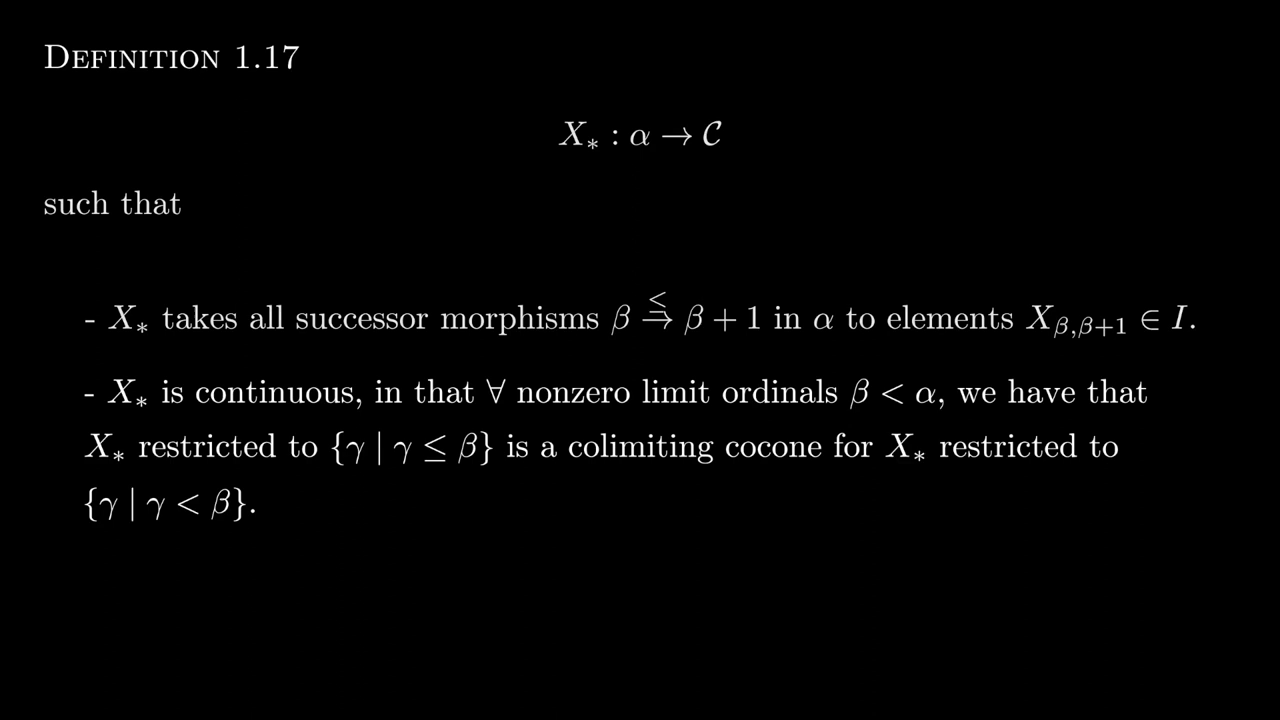 DEFINITION 1.17
X_* : α → 𝒞
such that
- X_* takes all successor morphisms β \overset{≤}{→} β + 1 in α to elements X_{β,β+1} ∈ I.
- X_* is continuous, in that ∀ nonzero limit ordinals β < α, we have that
X_* restricted to {γ | γ ≤ β} is a colimiting cocone for X_* restricted to
{γ | γ < β}.